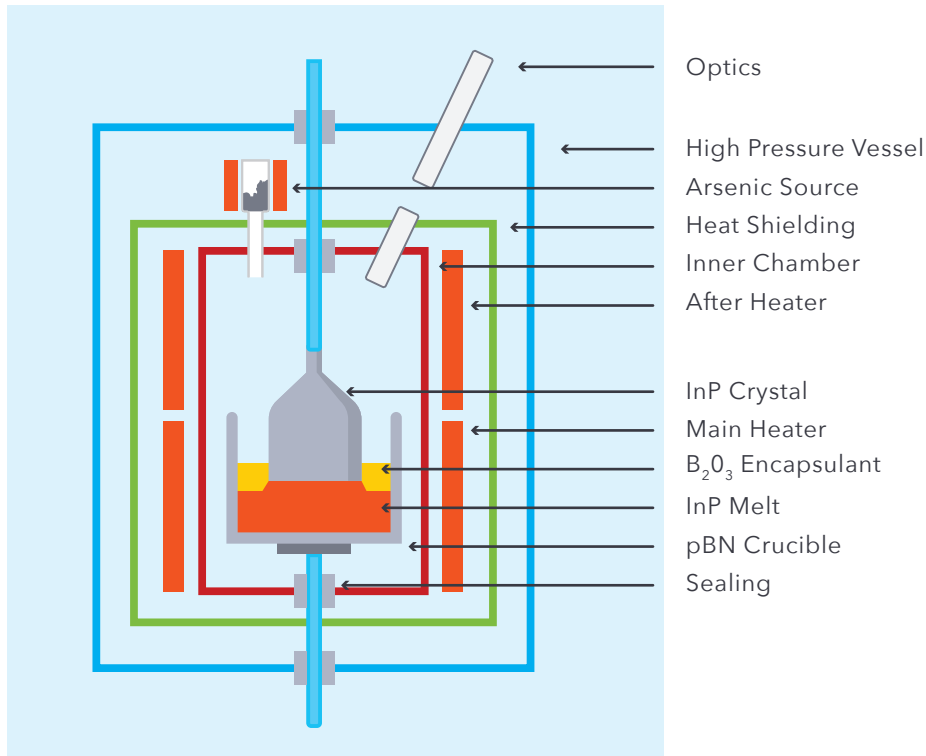 Optics
High Pressure Vessel
Arsenic Source
Heat Shielding
Inner Chamber
After Heater
InP Crystal
Main Heater
B₂0₃ Encapsulant
InP Melt
pBN Crucible
Sealing